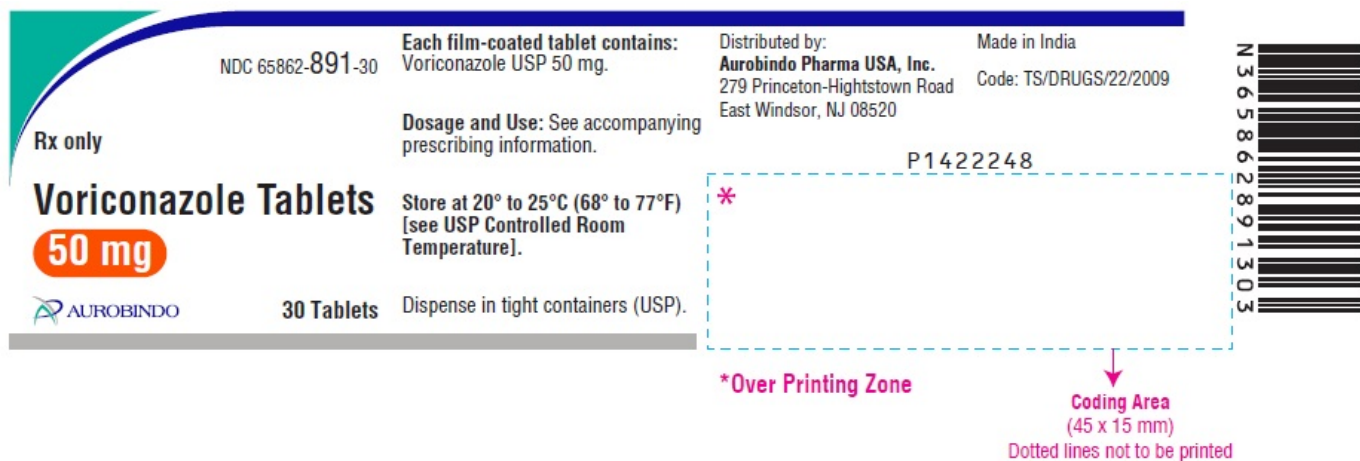 NDC 65862-891-30
Rx only
Voriconazole Tablets
50 mg
AUROBINDO
30 Tablets
Each film-coated tablet contains:
Voriconazole USP 50 mg.
Dosage and Use: See accompanying
prescribing information.
Store at 20° to 25°C (68° to 77°F)
[see USP Controlled Room
Temperature].
Dispense in tight containers (USP).
Distributed by:
Aurobindo Pharma USA, Inc.
279 Princeton-Hightstown Road
East Windsor, NJ 08520
Made in India
Code: TS/DRUGS/22/2009
P1422248
*
*Over Printing Zone
Coding Area
(45 x 15 mm)
Dotted lines not to be printed
N365862891303